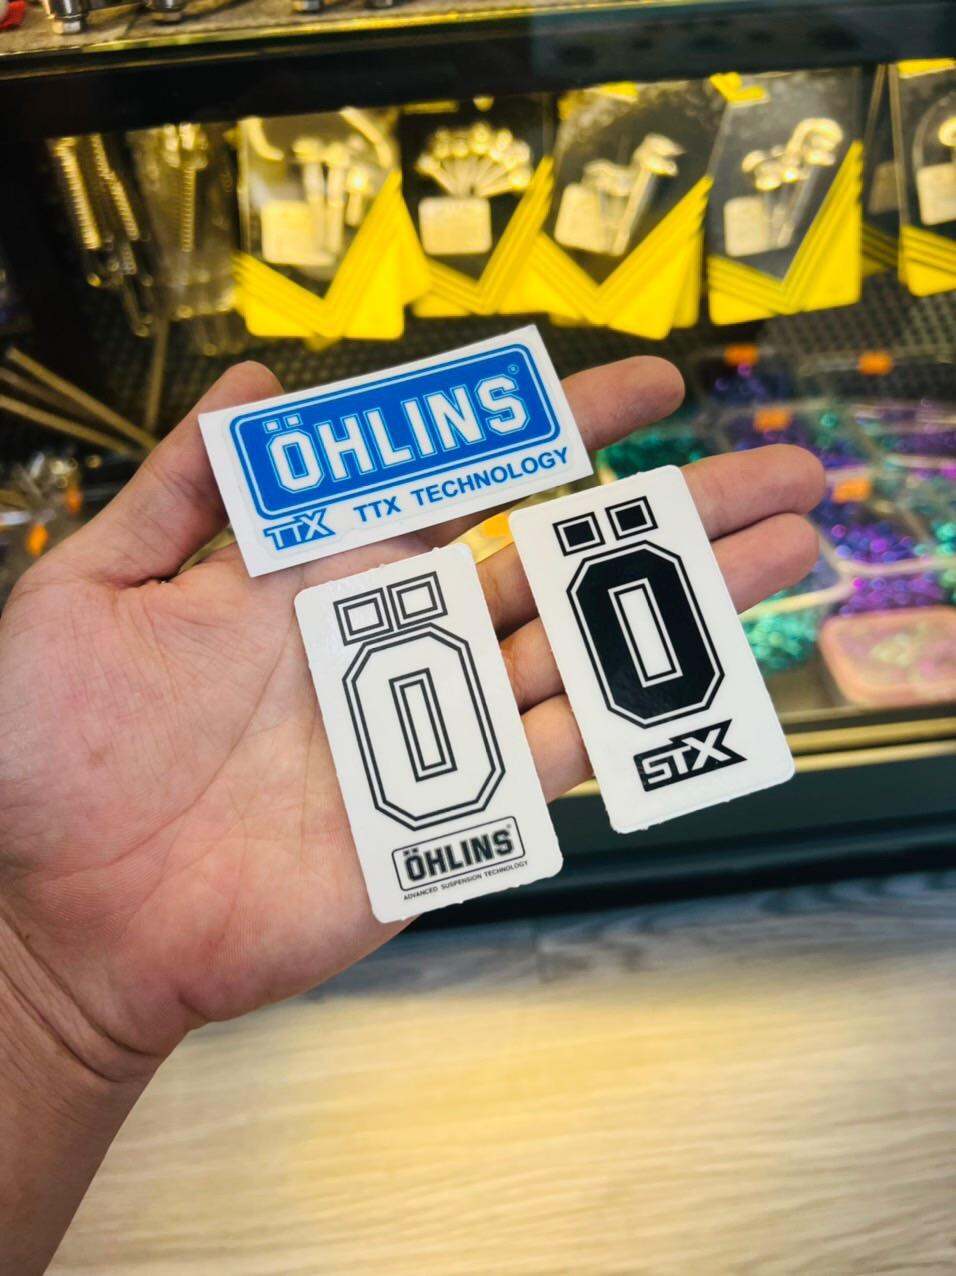 ÖHLINS®
TTX TTX TECHNOLOGY
Ö
ÖHLINS®
ADVANCED SUSPENSION TECHNOLOGY
Ö
STX